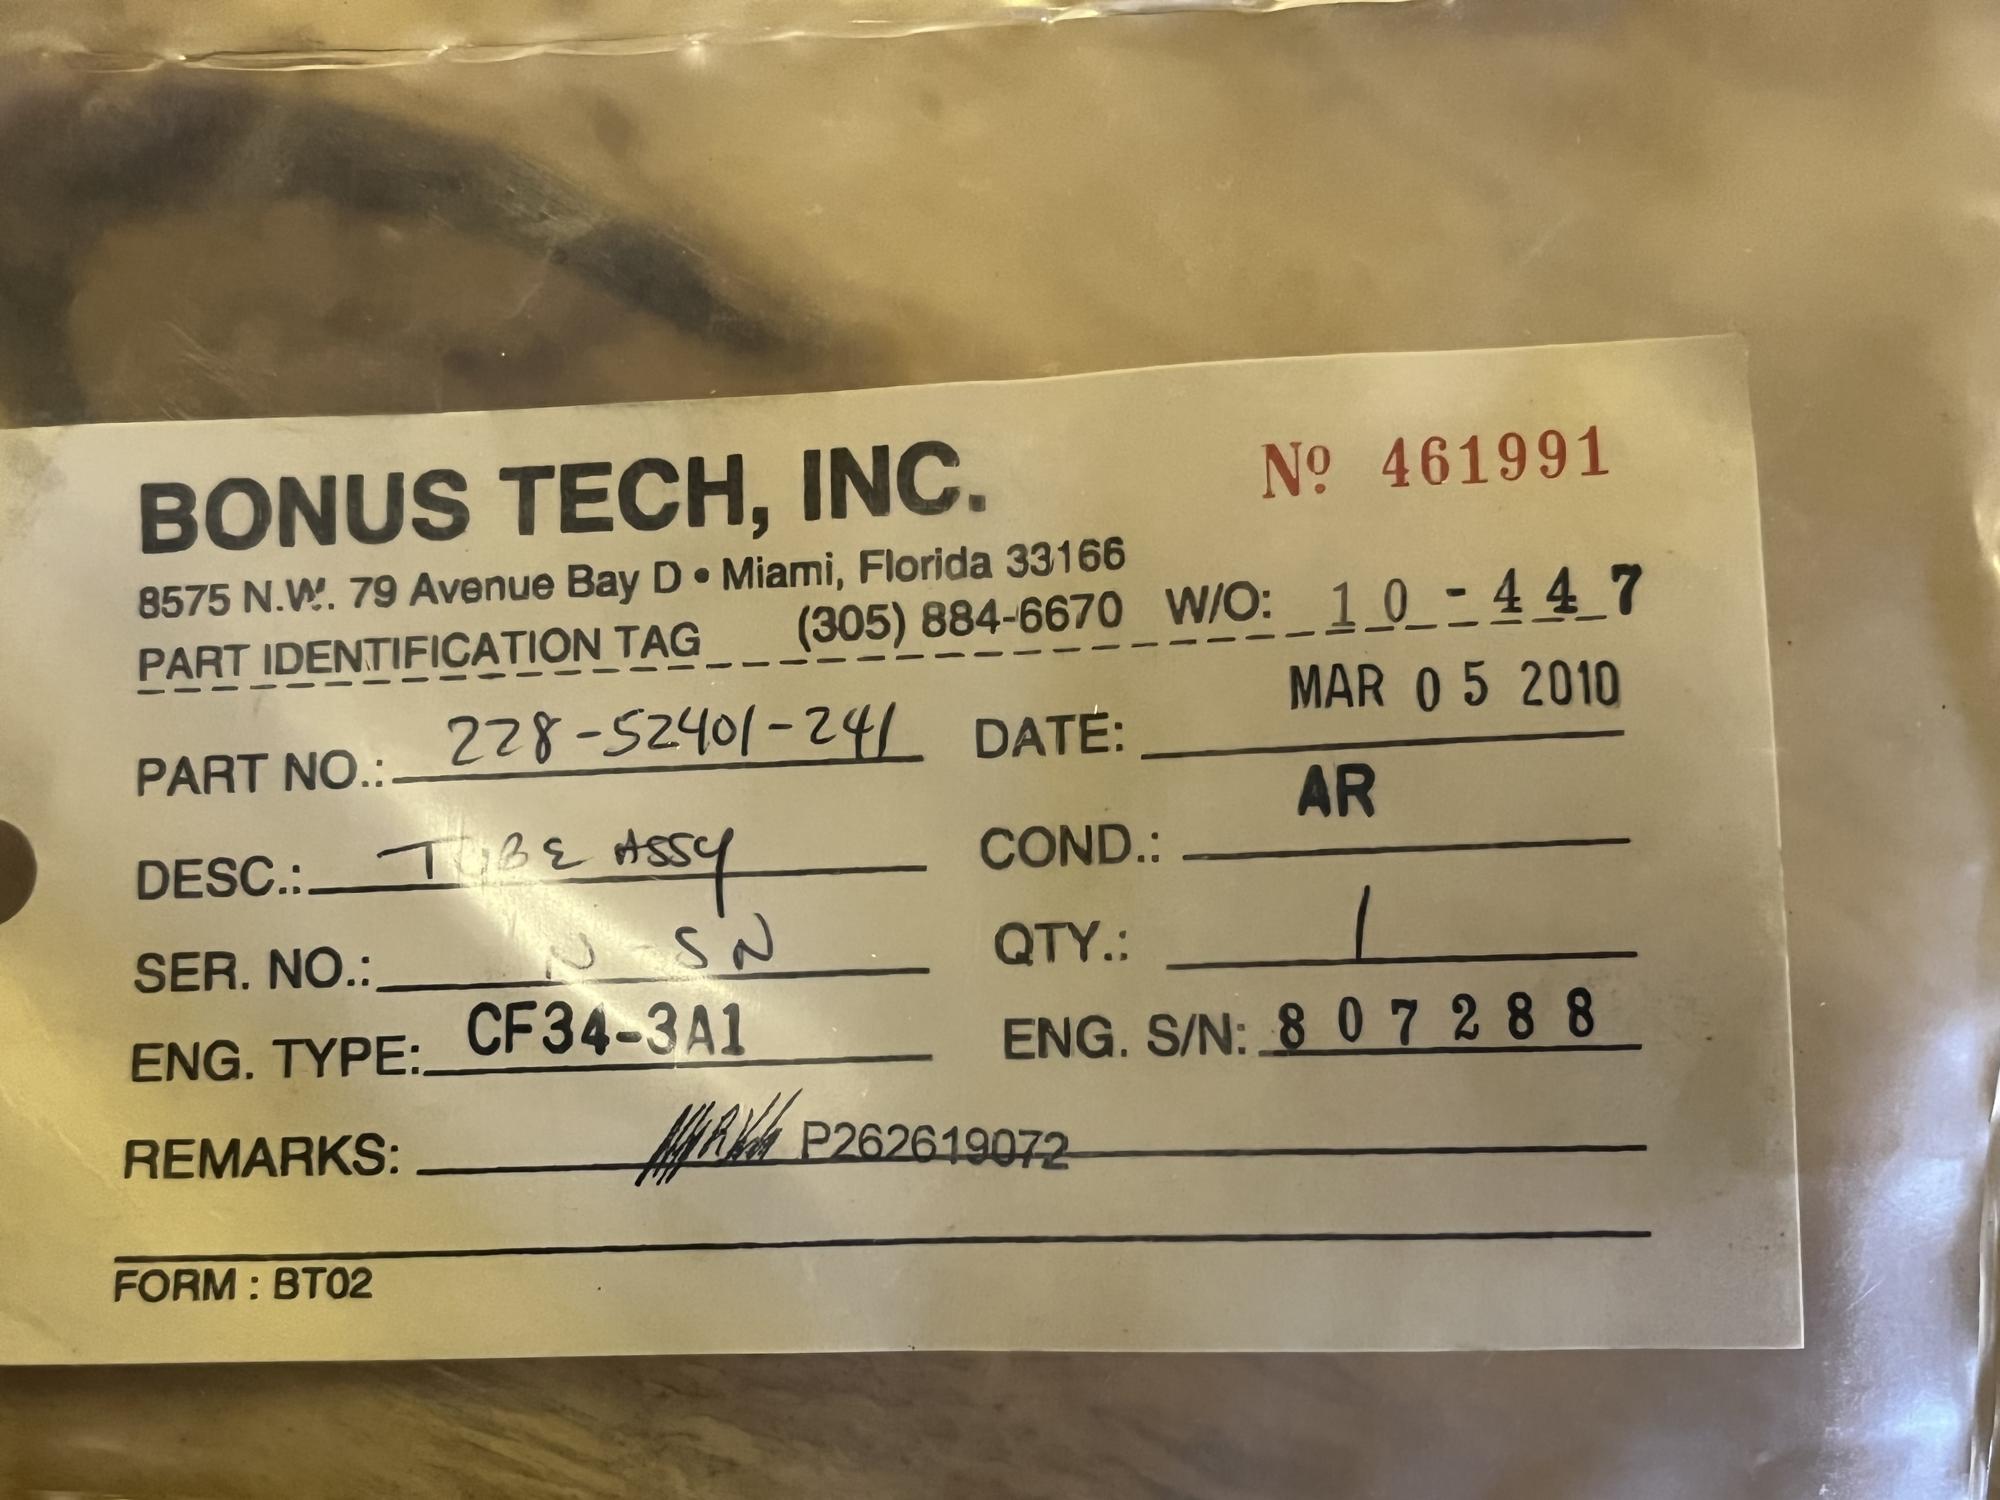 BONUS TECH, INC. Nº 461991
8575 N.W. 79 Avenue Bay D • Miami, Florida 33166
PART IDENTIFICATION TAG (305) 884-6670 W/O: 10-447
PART NO.: 228-52401-241 DATE: MAR 05 2010
DESC.: TUBE ASSY COND.: AR
SER. NO.: N SN QTY.: 1
ENG. TYPE: CF34-3A1 ENG. S/N: 807288
REMARKS: P262619072
FORM : BT02